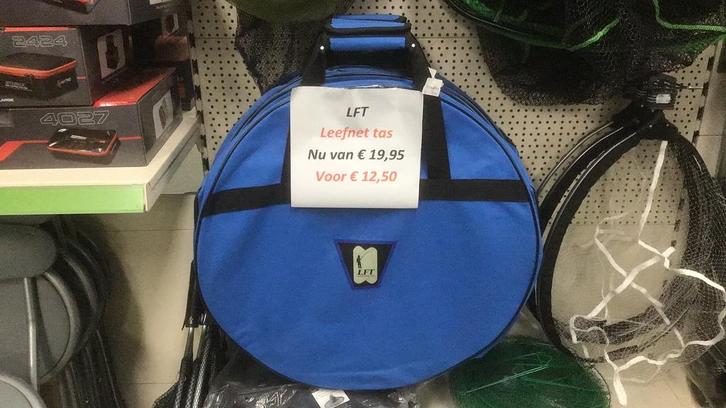 2424
4027
LFT
Leefnet tas
Nu van € 19,95
Voor € 12,50
LFT